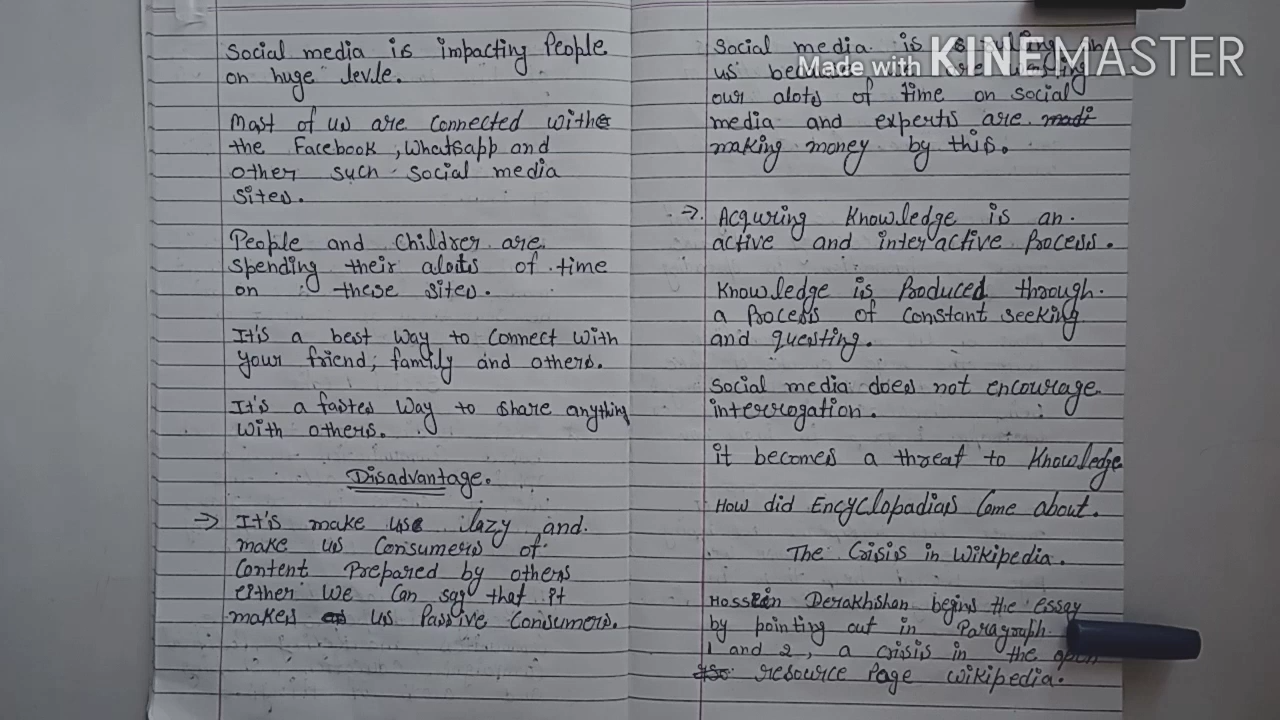 Social media is impacting People
on huge levle.
Mast of us are connected with
the Facebook, Whatsapp and
other such social media
sites.
People and children are
spending their alots of time
on these sites.
It's a best way to connect with
your friend, family and others.
It's a fastes way to share anything
with others.
Disadvantage.
→ It's make us lazy and
make us Consumers of
Content Prepared by others
either we can say that it
makes us Passive Consumers.
Social media is
us
our alots of time on social
media and experts are
making money by this.
→ Acquring Knowledge is an
active and interactive Process.
Knowledge is Produced through
a Process of constant seeking
and questing.
Social media does not encourage
interrogation.
it becomes a threat to Knowledge
How did Encyclopadias Come about.
The Crisis in Wikipedia.
Hossein Derakhshan begins the essay
by pointing out in Paragraph
1 and 2, a crisis in the open
resource Page wikipedia.
Made with KINEMASTER